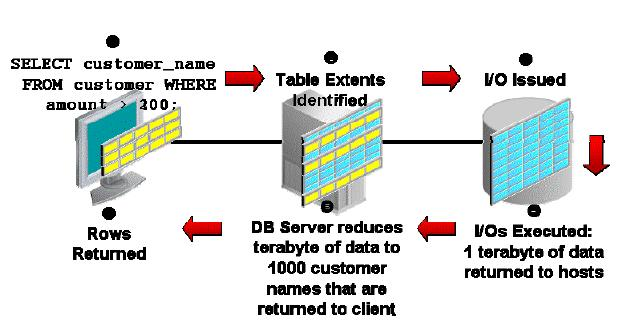 SELECT customer_name
FROM customer WHERE
amount > 200;
Table Extents
Identified
I/O Issued
I/Os Executed:
1 terabyte of data
returned to hosts
DB Server reduces
terabyte of data to
1000 customer
names that are
returned to client
Rows
Returned